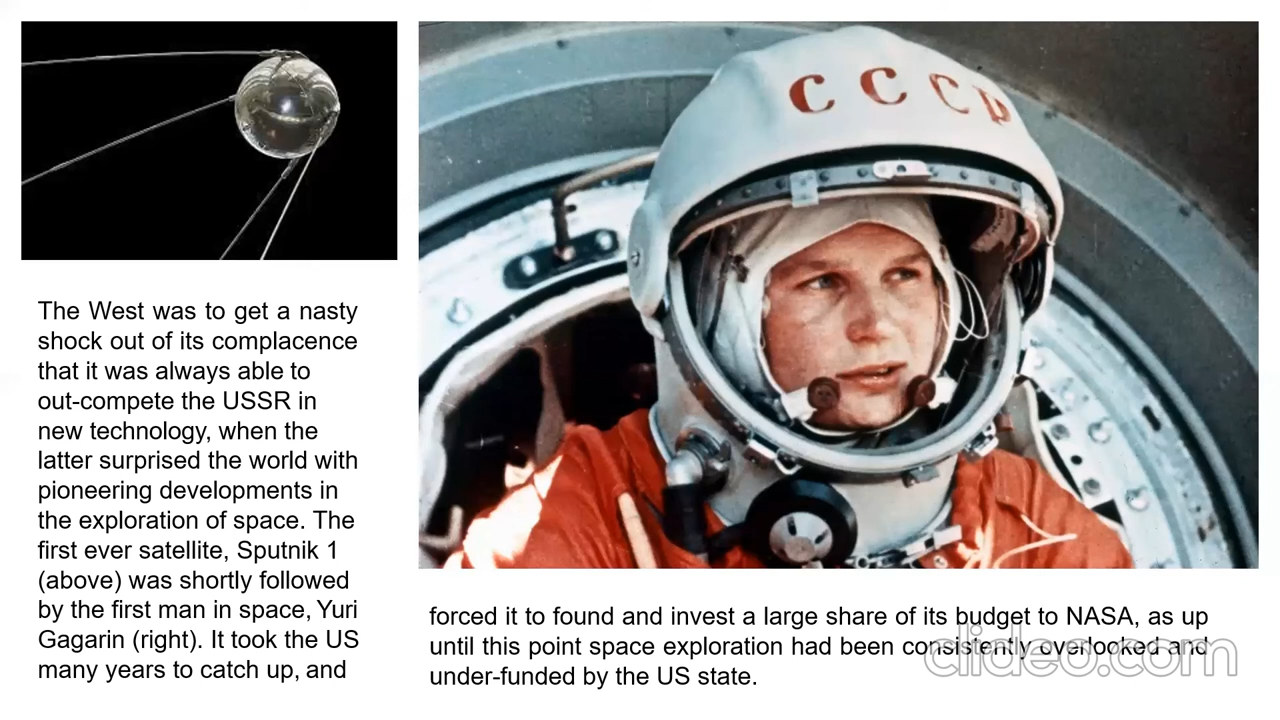 СССР
The West was to get a nasty
shock out of its complacence
that it was always able to
out-compete the USSR in
new technology, when the
latter surprised the world with
pioneering developments in
the exploration of space. The
first ever satellite, Sputnik 1
(above) was shortly followed
by the first man in space, Yuri
Gagarin (right). It took the US
many years to catch up, and
forced it to found and invest a large share of its budget to NASA, as up
until this point space exploration had been consistently overlooked and
under-funded by the US state.
clideo.com